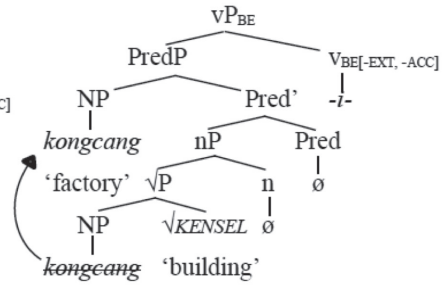 vP_BE
PredP v_BE[-EXT, -ACC]
C] NP Pred’ -i-
kongcang nP Pred
‘factory’ √P n ø
NP √KENSEL ø
kongcang ‘building’